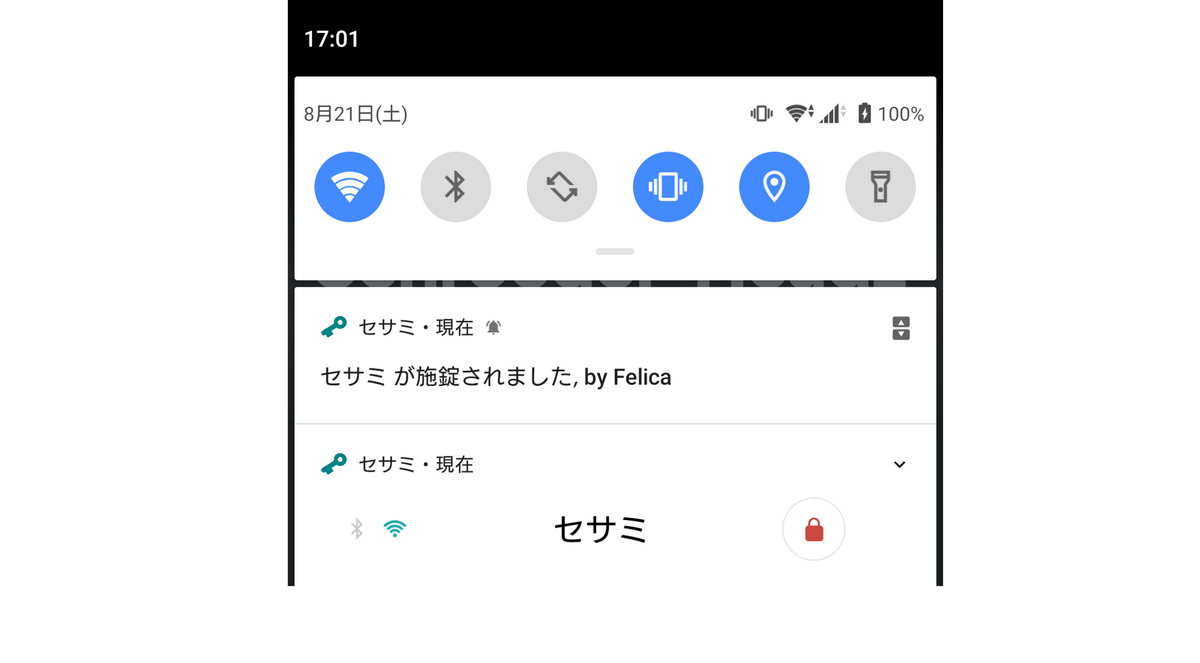 17:01
8月21日(土)
100%
セサミ・現在
セサミ が施錠されました, by Felica
セサミ・現在
セサミ